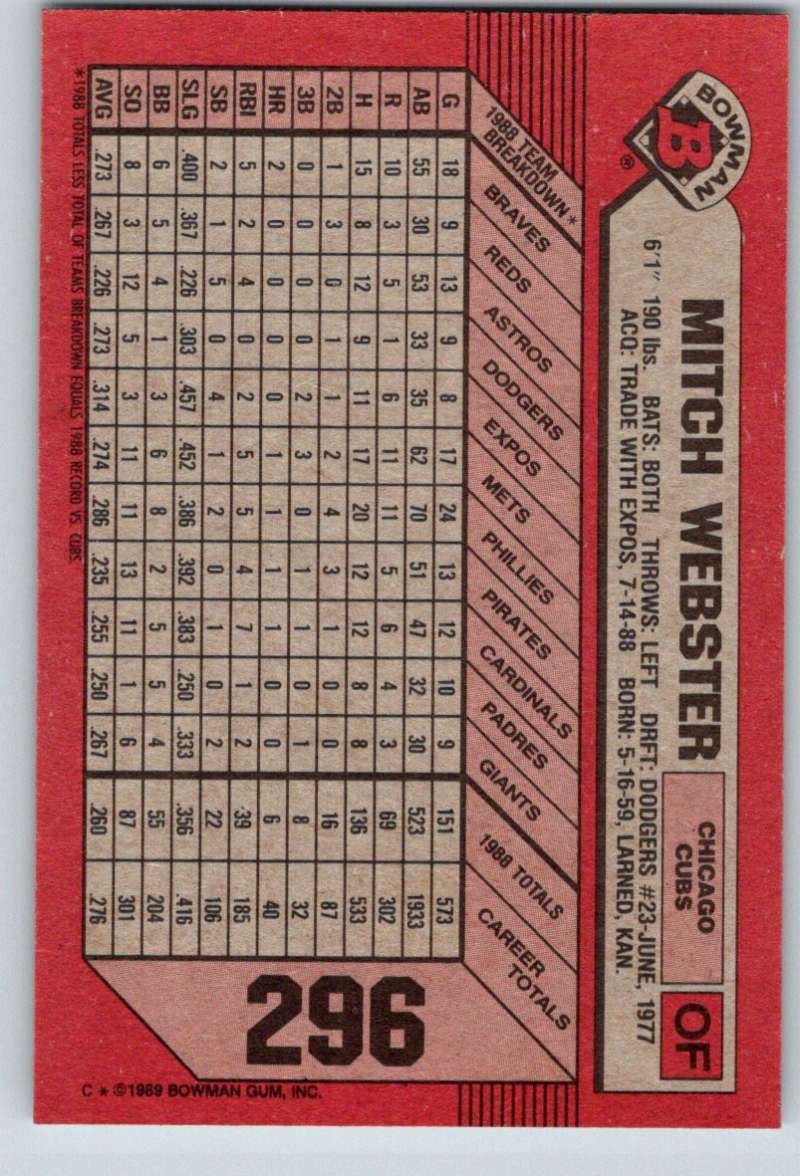 BOWMAN
B
®
MITCH WEBSTER
CHICAGO
CUBS
OF
6'1" 190 lbs. BATS: BOTH THROWS: LEFT DRFT: DODGERS #23-JUNE, 1977
ACQ: TRADE WITH EXPOS, 7-14-88 BORN: 5-16-59, LARNED, KAN.
1988 TEAM
BREAKDOWN*
BRAVES
REDS
ASTROS
DODGERS
EXPOS
METS
PHILLIES
PIRATES
CARDINALS
PADRES
GIANTS
1988 TOTALS
CAREER
TOTALS
G 18 9 13 9 8 17 24 13 12 10 9 151 573
AB 55 30 53 33 35 62 70 51 47 32 30 523 1933
R 10 3 5 1 6 11 11 5 6 4 3 69 302
H 15 8 12 9 11 17 20 12 12 8 8 136 533
2B 1 3 0 1 1 2 4 3 1 0 0 16 87
3B 0 0 0 0 2 3 0 1 1 0 1 8 32
HR 2 0 0 0 0 1 1 1 1 0 0 6 40
RBI 5 2 4 0 2 5 5 4 7 1 2 39 185
SB 2 1 5 0 4 1 2 0 1 0 2 22 106
SLG .400 .367 .226 .303 .457 .452 .386 .392 .383 .250 .333 .356 .416
BB 6 5 4 1 3 6 8 2 5 5 4 55 204
SO 8 3 12 5 3 11 11 13 11 1 6 87 301
AVG .273 .267 .226 .273 .314 .274 .286 .235 .255 .250 .267 .260 .276
296
*1988 TOTALS LESS TOTAL OF TEAMS BREAKDOWN EQUALS 1988 RECORD VS. CUBS.
C * ©1989 BOWMAN GUM, INC.